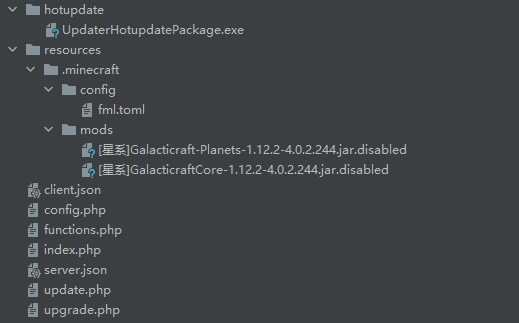 hotupdate
UpdaterHotupdatePackage.exe
resources
.minecraft
config
fml.toml
mods
[星系]Galacticraft-Planets-1.12.2-4.0.2.244.jar.disabled
[星系]GalacticraftCore-1.12.2-4.0.2.244.jar.disabled
client.json
config.php
functions.php
index.php
server.json
update.php
upgrade.php